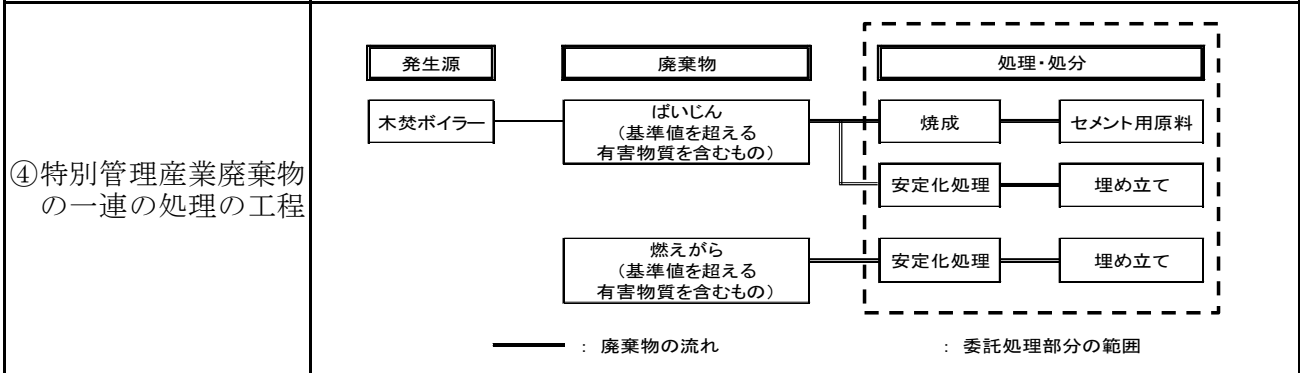 ④特別管理産業廃棄物
の一連の処理の工程
発生源
廃棄物
処理・処分
木焚ボイラー
ばいじん
(基準値を超える
有害物質を含むもの)
焼成
セメント用原料
安定化処理
埋め立て
燃えがら
(基準値を超える
有害物質を含むもの)
安定化処理
埋め立て
: 廃棄物の流れ
: 委託処理部分の範囲